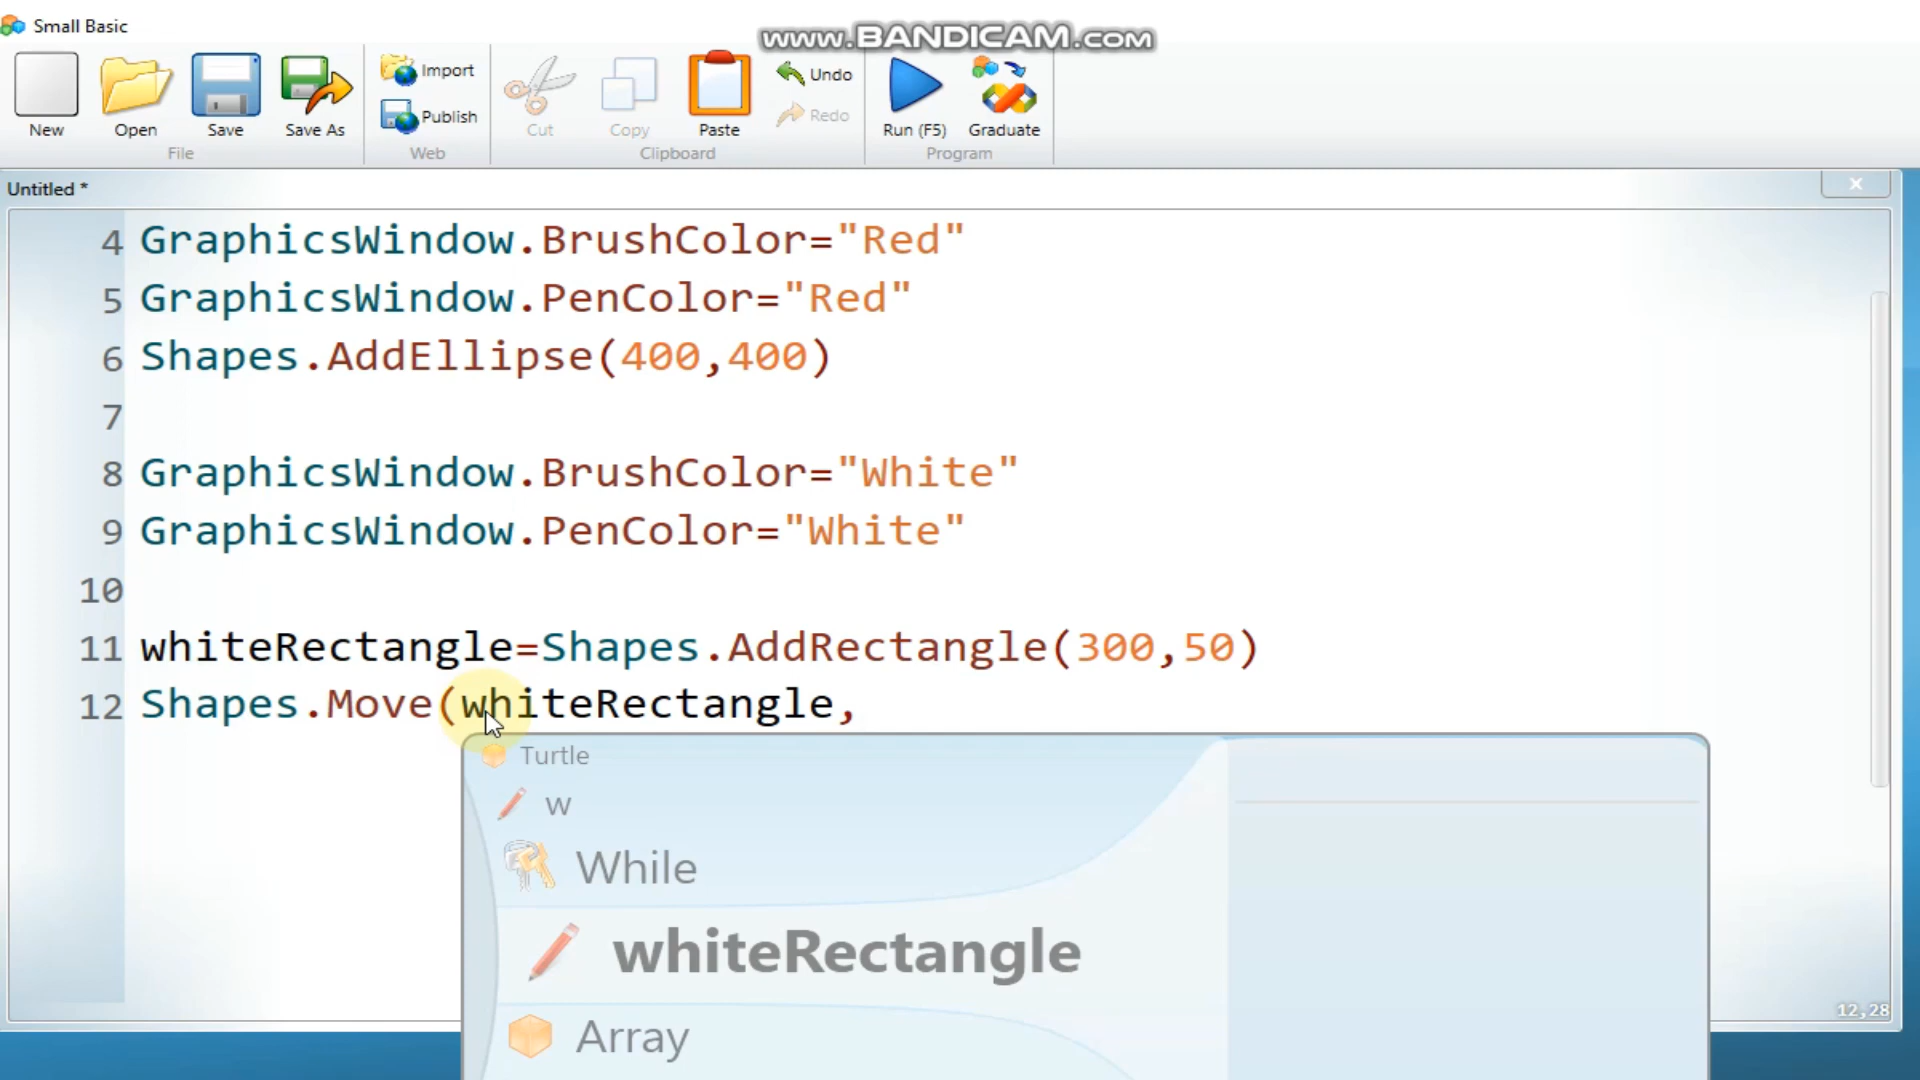 Small Basic
www.BANDICAM.com
New
Open
Save
Save As
Import
Publish
Cut
Copy
Paste
Undo
Redo
Run (F5)
Graduate
File
Web
Clipboard
Program
Untitled *
4 GraphicsWindow.BrushColor="Red"
5 GraphicsWindow.PenColor="Red"
6 Shapes.AddEllipse(400,400)
7
8 GraphicsWindow.BrushColor="White"
9 GraphicsWindow.PenColor="White"
10
11 whiteRectangle=Shapes.AddRectangle(300,50)
12 Shapes.Move(whiteRectangle,
Turtle
w
While
whiteRectangle
Array
12,28